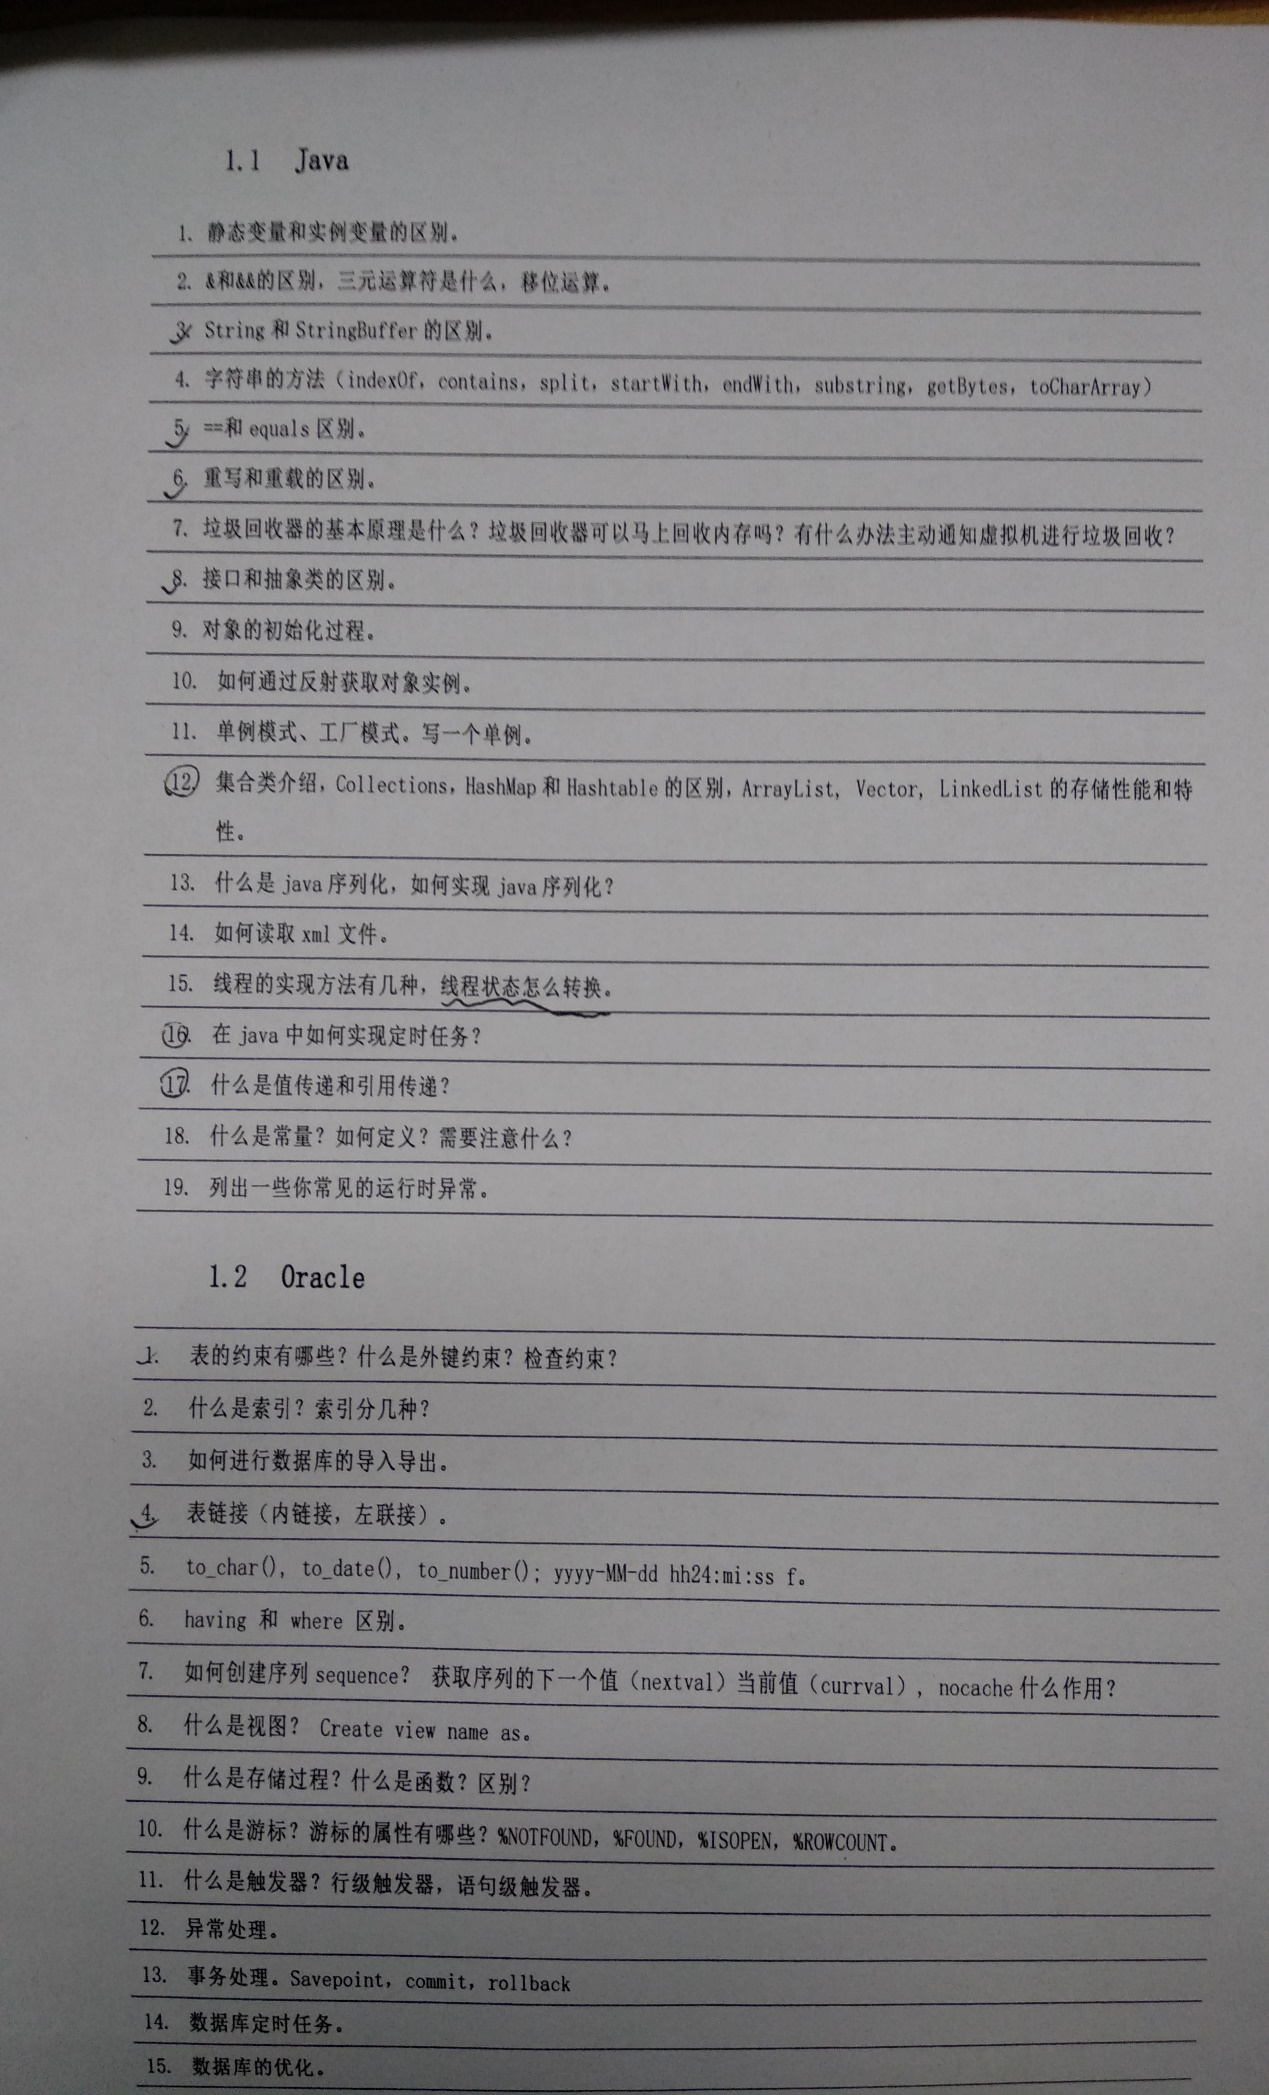 1.1 Java
1. 静态变量和实例变量的区别。
2. &和&&的区别，三元运算符是什么，移位运算。
3. String 和 StringBuffer 的区别。
4. 字符串的方法（indexOf，contains，split，startWith，endWith，substring，getBytes，toCharArray）
5. ==和 equals 区别。
6. 重写和重载的区别。
7. 垃圾回收器的基本原理是什么？垃圾回收器可以马上回收内存吗？有什么办法主动通知虚拟机进行垃圾回收？
8. 接口和抽象类的区别。
9. 对象的初始化过程。
10. 如何通过反射获取对象实例。
11. 单例模式、工厂模式。写一个单例。
12. 集合类介绍，Collections，HashMap 和 Hashtable 的区别，ArrayList, Vector, LinkedList 的存储性能和特
性。
13. 什么是 java 序列化，如何实现 java 序列化？
14. 如何读取 xml 文件。
15. 线程的实现方法有几种，线程状态怎么转换。
16. 在 java 中如何实现定时任务？
17. 什么是值传递和引用传递？
18. 什么是常量？如何定义？需要注意什么？
19. 列出一些你常见的运行时异常。
1.2 Oracle
1. 表的约束有哪些？什么是外键约束？检查约束？
2. 什么是索引？索引分几种？
3. 如何进行数据库的导入导出。
4. 表链接（内链接，左联接）。
5. to_char(), to_date(), to_number(); yyyy-MM-dd hh24:mi:ss f。
6. having 和 where 区别。
7. 如何创建序列 sequence？ 获取序列的下一个值（nextval）当前值（currval）, nocache 什么作用？
8. 什么是视图？ Create view name as。
9. 什么是存储过程？什么是函数？区别？
10. 什么是游标？游标的属性有哪些？%NOTFOUND，%FOUND，%ISOPEN，%ROWCOUNT。
11. 什么是触发器？行级触发器，语句级触发器。
12. 异常处理。
13. 事务处理。Savepoint，commit，rollback
14. 数据库定时任务。
15. 数据库的优化。